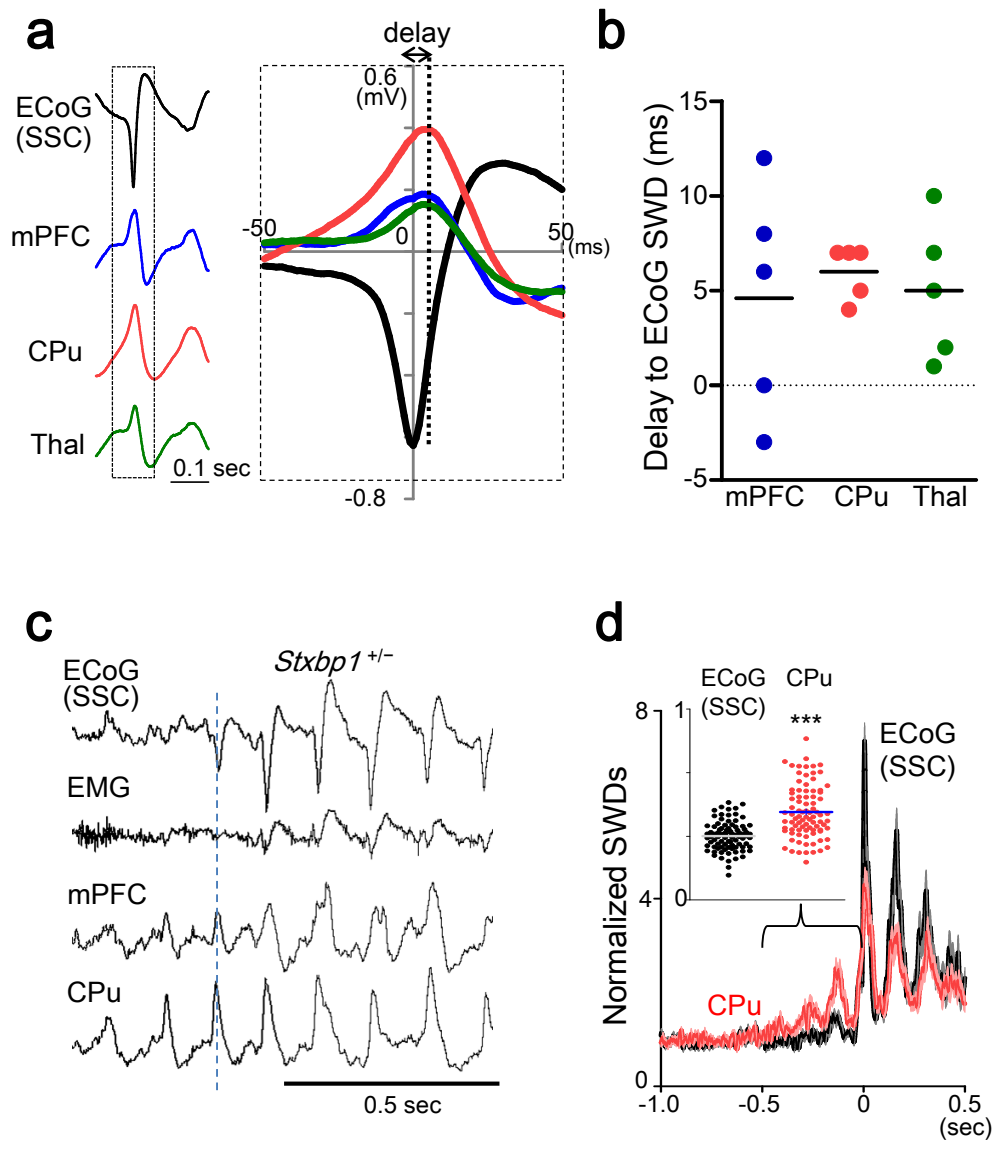 a
delay
ECoG
(SSC)
mPFC
CPu
Thal
0.1 sec
0.6
(mV)
-50
0
50
(ms)
-0.8
b
Delay to ECoG SWD (ms)
15
10
5
0
-5
mPFC
CPu
Thal
c
Stxbp1 +/−
ECoG
(SSC)
EMG
mPFC
CPu
0.5 sec
d
ECoG
(SSC)
CPu
***
1
0
ECoG
(SSC)
CPu
Normalized SWDs
8
4
0
-1.0
-0.5
0
0.5
(sec)